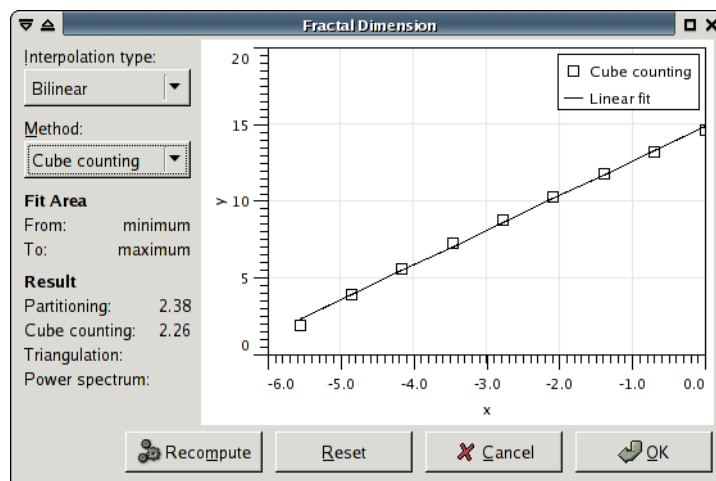 Fractal Dimension
Interpolation type:
Bilinear
Method:
Cube counting
Fit Area
From: minimum
To: maximum
Result
Partitioning: 2.38
Cube counting: 2.26
Triangulation:
Power spectrum:
20
15
10
5
0
y
-6.0 -5.0 -4.0 -3.0 -2.0 -1.0 0.0
x
Cube counting
Linear fit
Recompute Reset Cancel OK